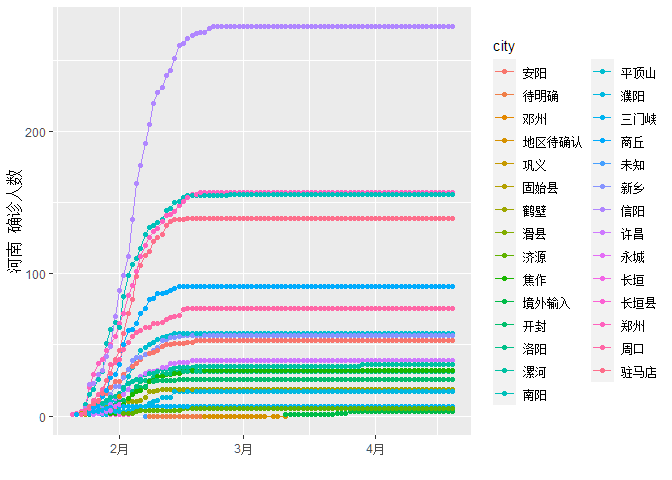 河南 确诊人数
200
100
0
2月
3月
4月
city
安阳
待明确
邓州
地区待确认
巩义
固始县
鹤壁
滑县
济源
焦作
境外输入
开封
洛阳
漯河
南阳
平顶山
濮阳
三门峡
商丘
未知
新乡
信阳
许昌
永城
长垣
长垣县
郑州
周口
驻马店